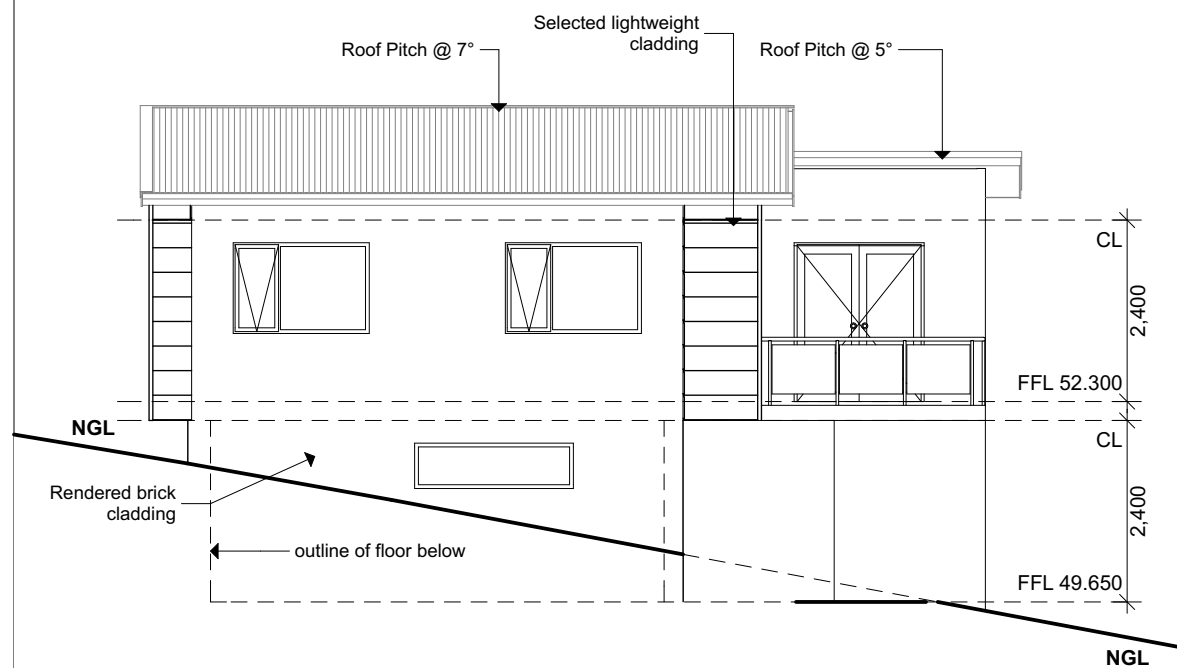 Selected lightweight
cladding
Roof Pitch @ 7°
Roof Pitch @ 5°
CL
2,400
FFL 52.300
NGL
CL
Rendered brick
cladding
2,400
outline of floor below
FFL 49.650
NGL